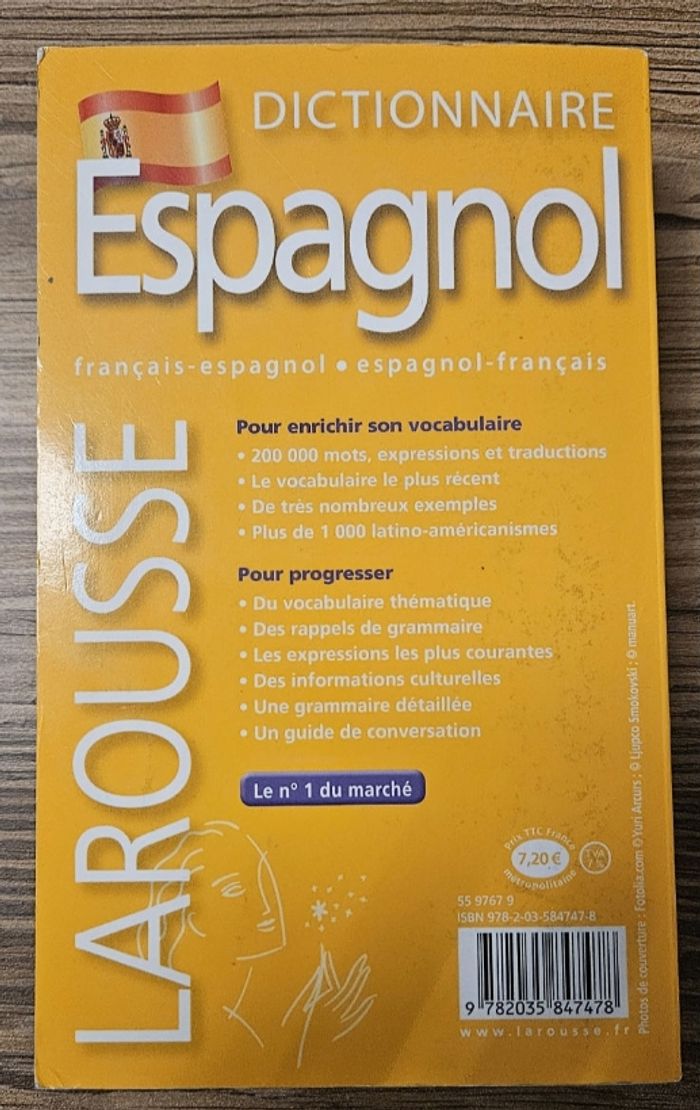 DICTIONNAIRE
Espagnol
français-espagnol • espagnol-français
LAROUSSE
Pour enrichir son vocabulaire
• 200 000 mots, expressions et traductions
• Le vocabulaire le plus récent
• De très nombreux exemples
• Plus de 1 000 latino-américanismes
Pour progresser
• Du vocabulaire thématique
• Des rappels de grammaire
• Les expressions les plus courantes
• Des informations culturelles
• Une grammaire détaillée
• Un guide de conversation
Le n° 1 du marché
Prix TTC France
7,20 €
métropolitaine
TVA
55 9767 9
ISBN 978-2-03-584747-8
9 782035 847478
www.larousse.fr
Photos de couverture : Fotolia.com © Yuri Arcurs ; © Ljupco Smokovski ; © manuart.